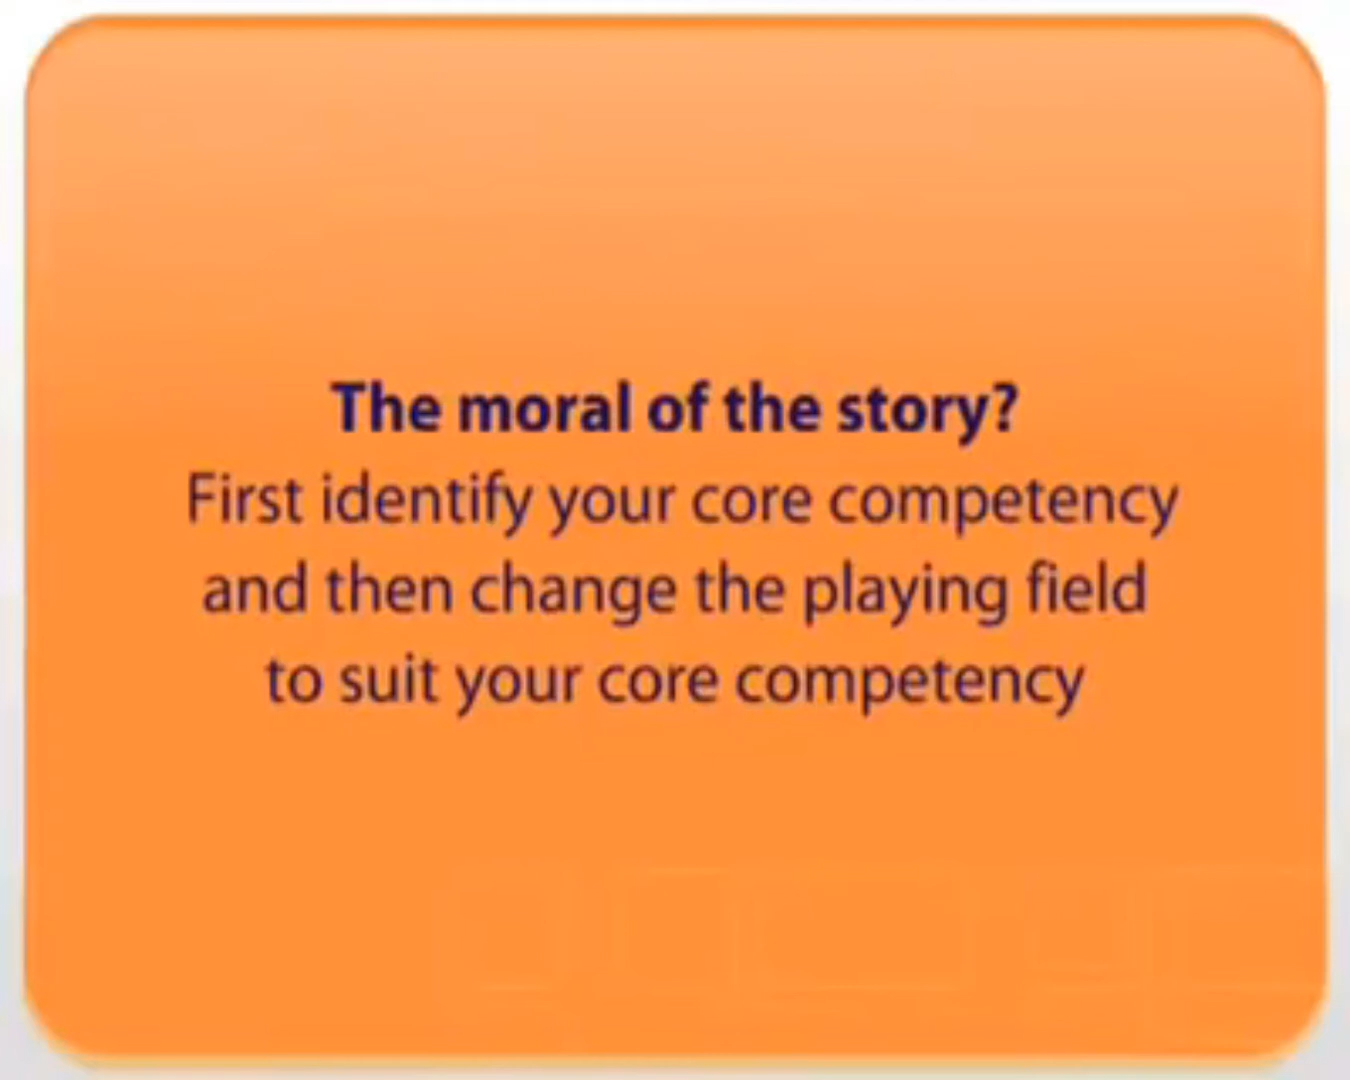 The moral of the story?
First identify your core competency
and then change the playing field
to suit your core competency